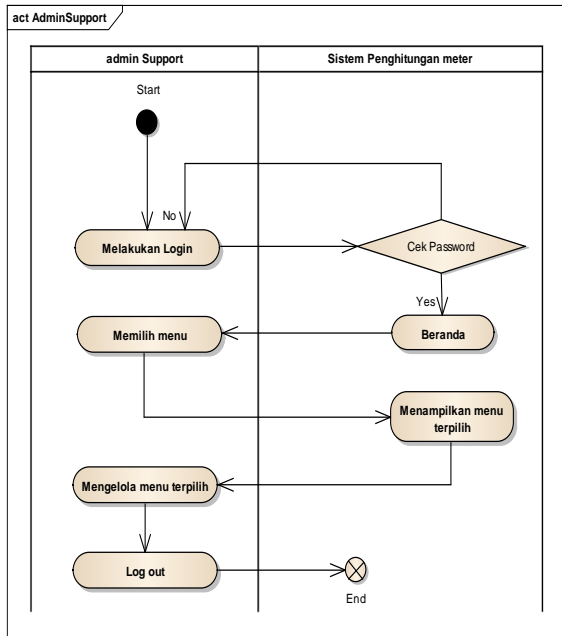 act AdminSupport
admin Support
Sistem Penghitungan meter
Start
No
Melakukan Login
Cek Password
Yes
Memilih menu
Beranda
Menampilkan menu
terpilih
Mengelola menu terpilih
Log out
End